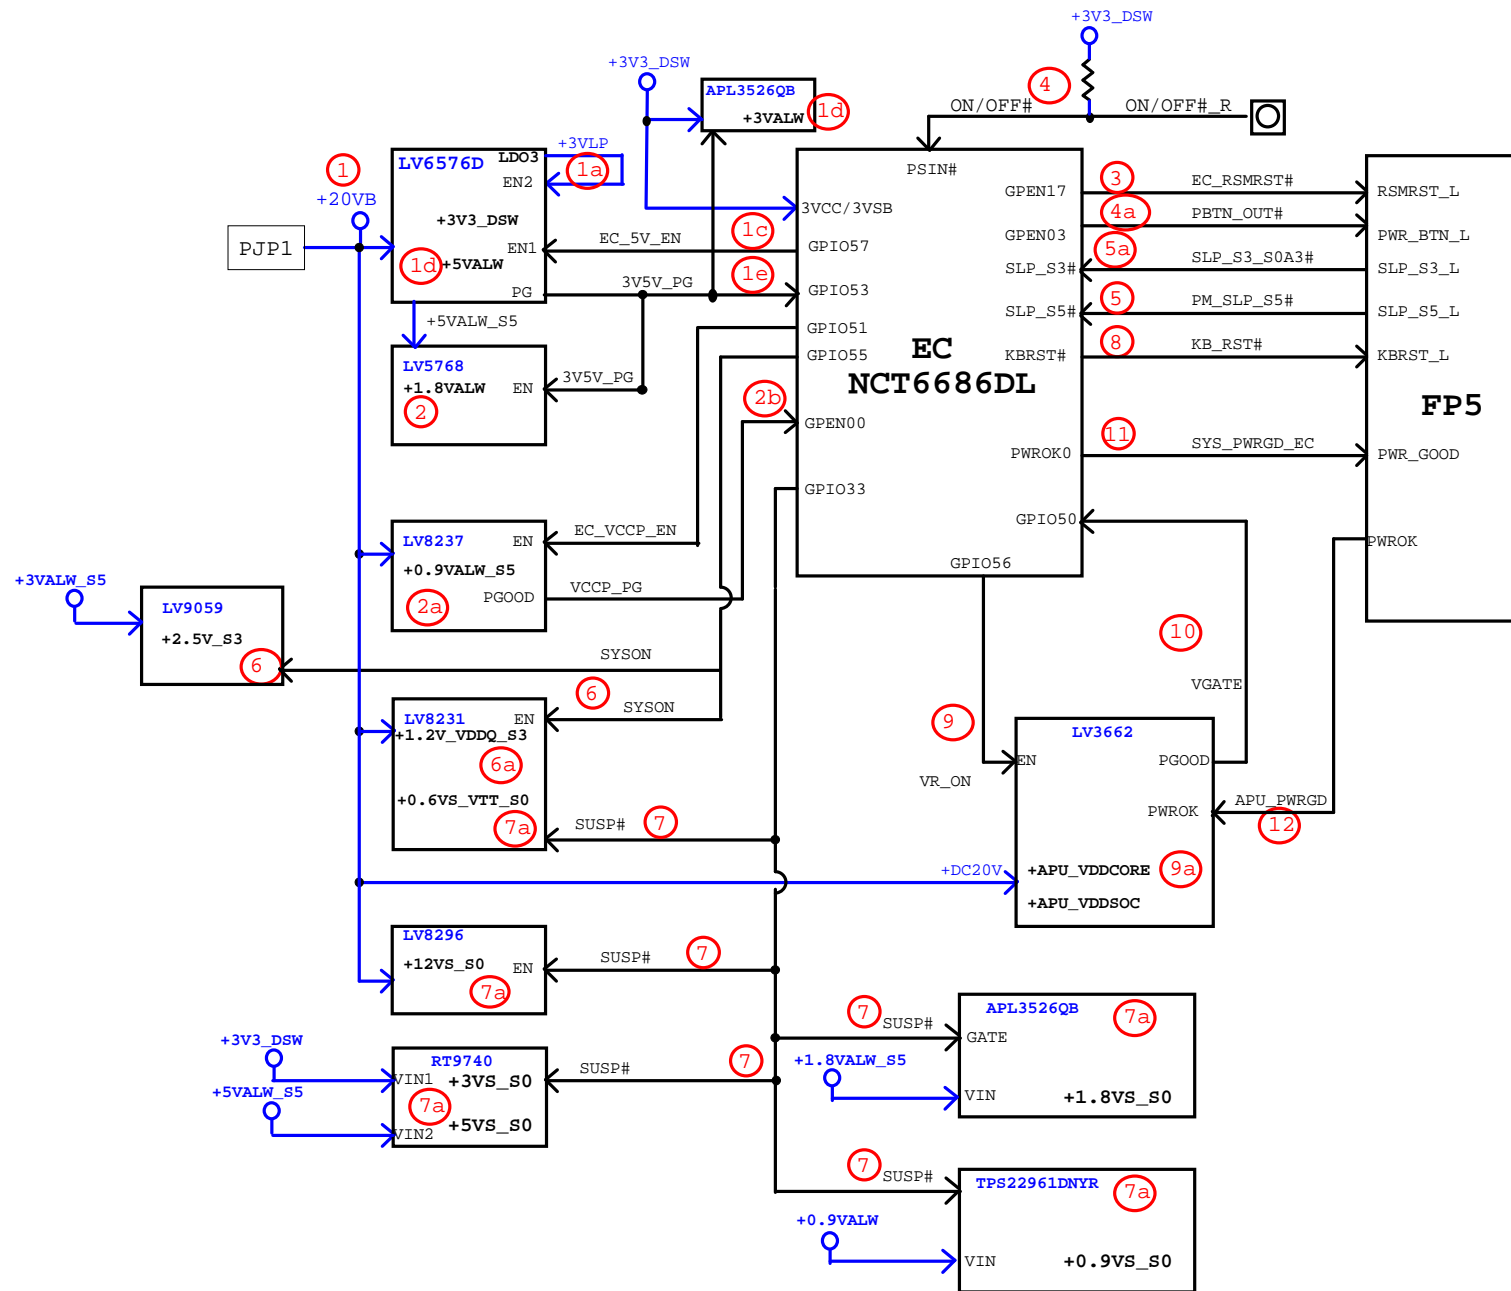 +3V3_DSW
4
ON/OFF#
ON/OFF#_R
+3V3_DSW
APL3526QB
+3VALW
1d
+3VLP
1a
LV6576D
LDO3
EN2
+3V3_DSW
EN1
1d
+5VALW
PG
1
+20VB
PJP1
EC_5V_EN
1c
3V5V_PG
1e
+5VALW_S5
LV5768
+1.8VALW
EN
2
3V5V_PG
2b
PSIN#
3VCC/3VSB
GPIO57
GPIO53
GPIO51
GPIO55
GPEN00
GPIO33
EC
NCT6686DL
GPEN17
GPEN03
SLP_S3#
SLP_S5#
KBRST#
PWROK0
GPIO50
GPIO56
3
EC_RSMRST#
4a
PBTN_OUT#
5a
SLP_S3_S0A3#
5
PM_SLP_S5#
8
KB_RST#
11
SYS_PWRGD_EC
RSMRST_L
PWR_BTN_L
SLP_S3_L
SLP_S5_L
KBRST_L
FP5
PWR_GOOD
PWROK
LV8237
EN
+0.9VALW_S5
PGOOD
2a
EC_VCCP_EN
VCCP_PG
+3VALW_S5
LV9059
+2.5V_S3
6
SYSON
6
SYSON
LV8231
EN
+1.2V_VDDQ_S3
6a
+0.6VS_VTT_S0
7a
SUSP#
7
10
VGATE
9
VR_ON
LV3662
EN
PGOOD
PWROK
APU_PWRGD
12
+DC20V
+APU_VDDCORE
9a
+APU_VDDSOC
LV8296
+12VS_S0
EN
7a
SUSP#
7
+3V3_DSW
+5VALW_S5
RT9740
VIN1
+3VS_S0
7a
+5VS_S0
VIN2
SUSP#
7
7
SUSP#
APL3526QB
7a
GATE
+1.8VALW_S5
VIN
+1.8VS_S0
7
SUSP#
TPS22961DNYR
7a
+0.9VALW
VIN
+0.9VS_S0